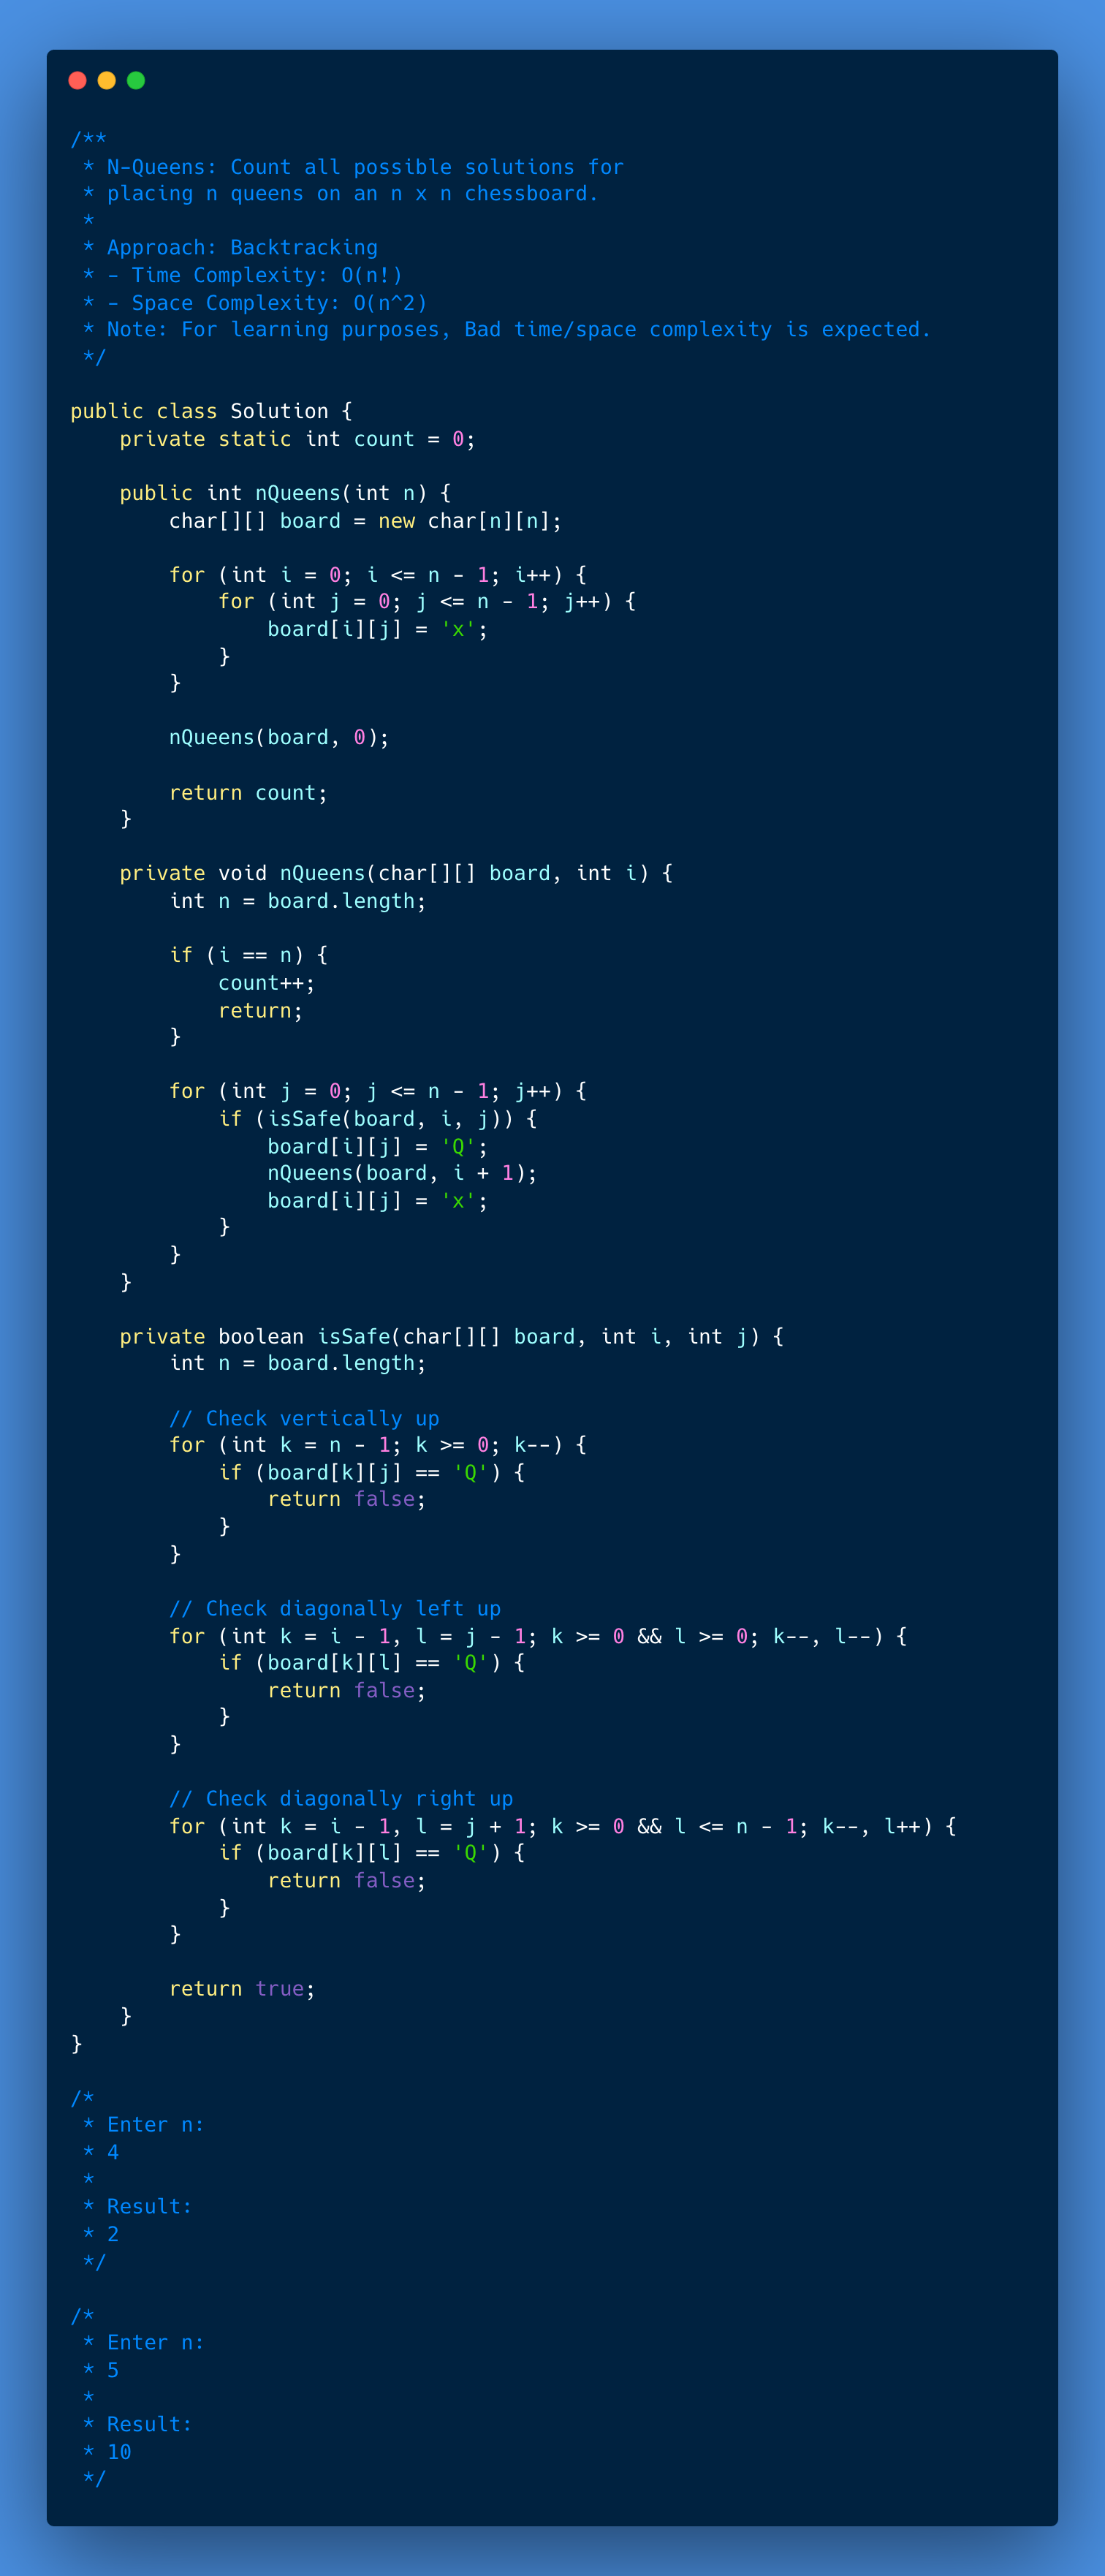 /**
 * N-Queens: Count all possible solutions for
 * placing n queens on an n x n chessboard.
 *
 * Approach: Backtracking
 * - Time Complexity: O(n!)
 * - Space Complexity: O(n^2)
 * Note: For learning purposes, Bad time/space complexity is expected.
 */

public class Solution {
    private static int count = 0;

    public int nQueens(int n) {
        char[][] board = new char[n][n];

        for (int i = 0; i <= n - 1; i++) {
            for (int j = 0; j <= n - 1; j++) {
                board[i][j] = 'x';
            }
        }

        nQueens(board, 0);

        return count;
    }

    private void nQueens(char[][] board, int i) {
        int n = board.length;

        if (i == n) {
            count++;
            return;
        }

        for (int j = 0; j <= n - 1; j++) {
            if (isSafe(board, i, j)) {
                board[i][j] = 'Q';
                nQueens(board, i + 1);
                board[i][j] = 'x';
            }
        }
    }

    private boolean isSafe(char[][] board, int i, int j) {
        int n = board.length;

        // Check vertically up
        for (int k = n - 1; k >= 0; k--) {
            if (board[k][j] == 'Q') {
                return false;
            }
        }

        // Check diagonally left up
        for (int k = i - 1, l = j - 1; k >= 0 && l >= 0; k--, l--) {
            if (board[k][l] == 'Q') {
                return false;
            }
        }

        // Check diagonally right up
        for (int k = i - 1, l = j + 1; k >= 0 && l <= n - 1; k--, l++) {
            if (board[k][l] == 'Q') {
                return false;
            }
        }

        return true;
    }
}

/*
 * Enter n:
 * 4
 *
 * Result:
 * 2
 */

/*
 * Enter n:
 * 5
 *
 * Result:
 * 10
 */